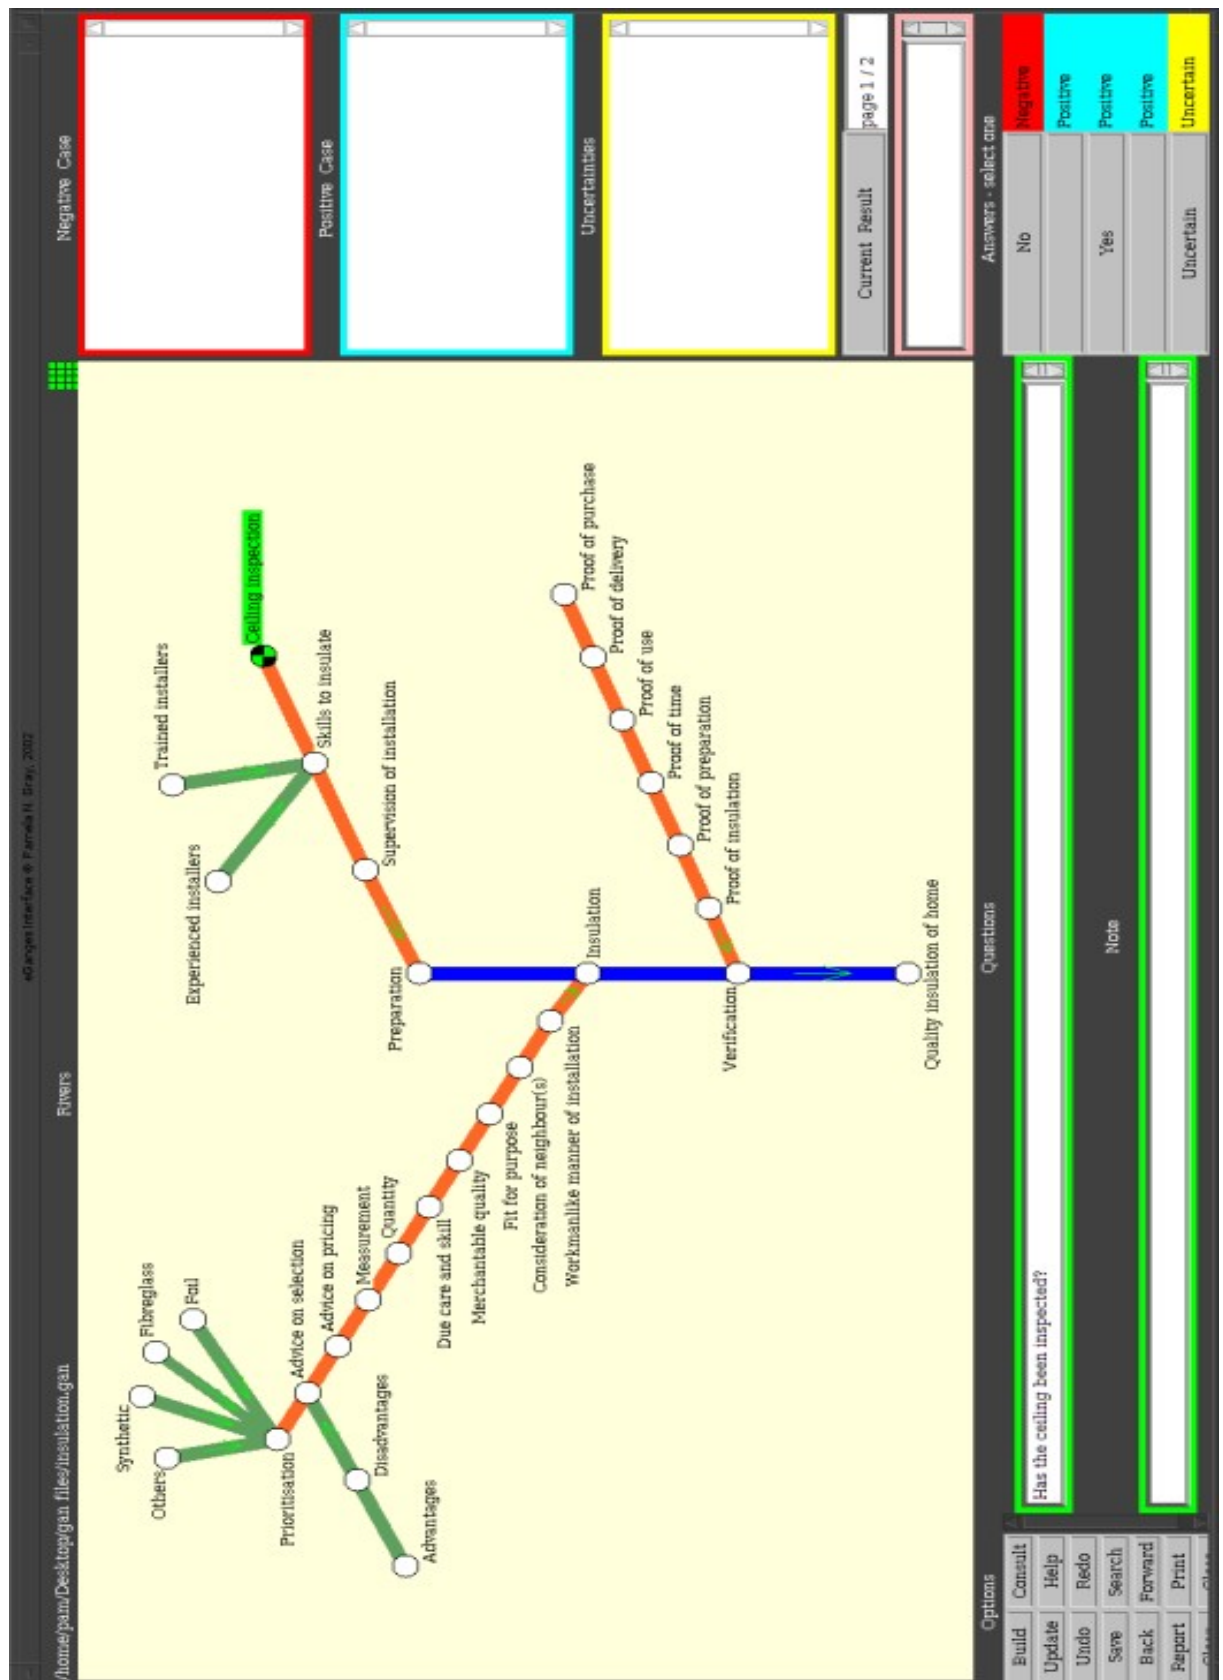 eGanges Interface © Pamela N. Gray, 2002
/home/pam/Desktop/gan files/insulation.gan
Rivers
Negative Case
Synthetic
Others
Fibreglass
Foil
Prioritisation
Advice on selection
Advice on pricing
Measurement
Quantity
Disadvantages
Advantages
Due care and skill
Merchantable quality
Fit for purpose
Consideration of neighbour(s)
Workmanlike manner of installation
Experienced installers
Trained installers
Ceiling inspection
Skills to insulate
Supervision of installation
Preparation
Insulation
Proof of purchase
Proof of delivery
Proof of use
Proof of time
Proof of preparation
Proof of insulation
Verification
Quality insulation of home
Positive Case
Uncertainties
Current Result
page 1 / 2
Options
Questions
Answers - select one
Build Consult
Update Help
Undo Redo
Save Search
Back Forward
Report Print
Has the ceiling been inspected?
Note
No Negative
Positive
Yes Positive
Positive
Uncertain Uncertain